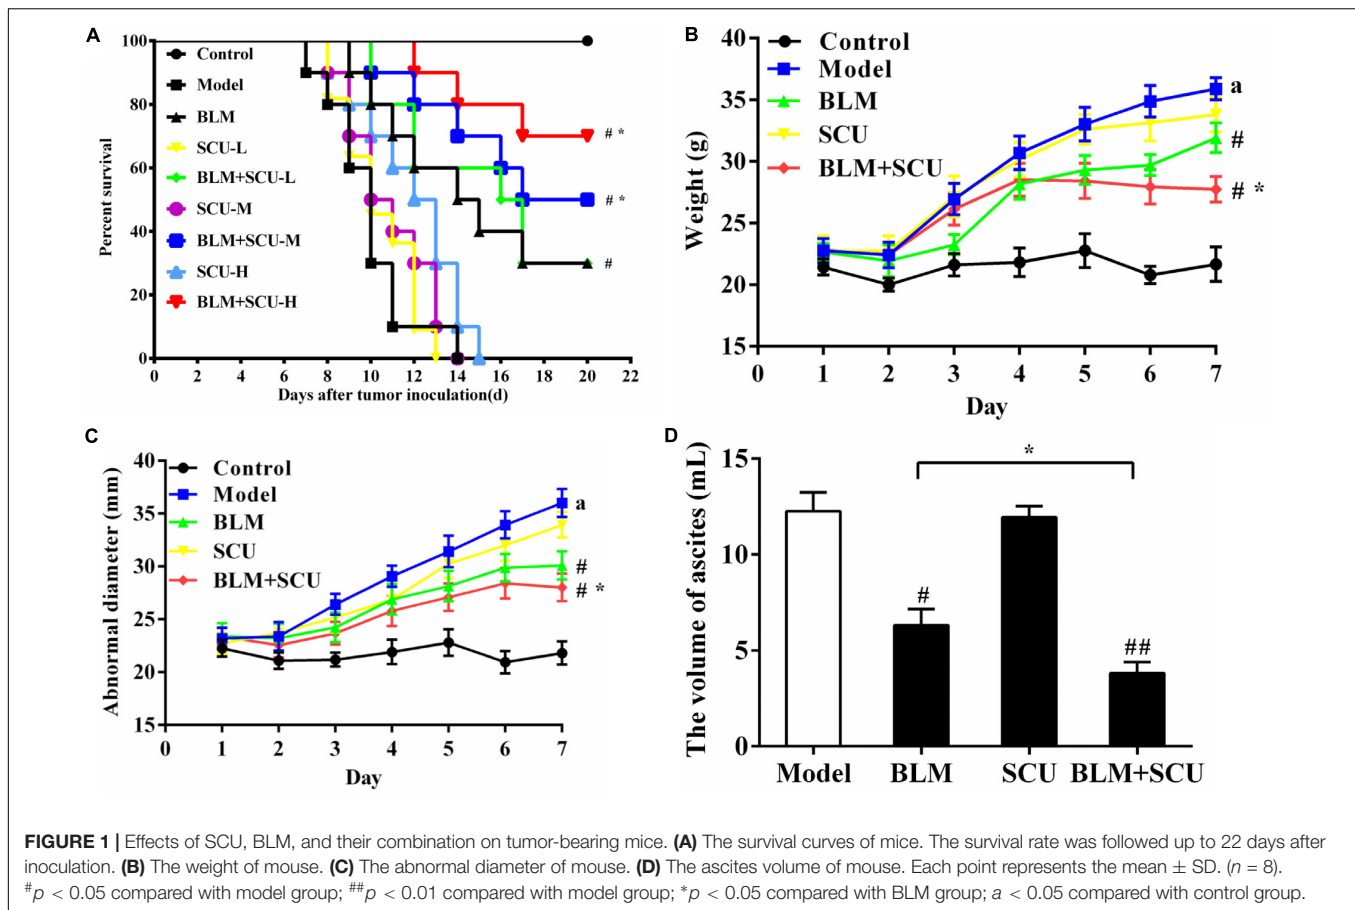 A
100
80
60
40
20
0
Percent survival
Control
Model
BLM
SCU-L
BLM+SCU-L
SCU-M
BLM+SCU-M
SCU-H
BLM+SCU-H
# *
# *
#
0 2 4 6 8 10 12 14 16 18 20 22
Days after tumor inoculation(d)
B
40
35
30
25
20
15
Weight (g)
Control
Model
BLM
SCU
BLM+SCU
a
#
# *
0 1 2 3 4 5 6 7
Day
C
40
35
30
25
20
15
Abnormal diameter (mm)
Control
Model
BLM
SCU
BLM+SCU
a
#
# *
0 1 2 3 4 5 6 7
Day
D
15
10
5
0
The volume of ascites (mL)
*
#
##
Model BLM SCU BLM+SCU
FIGURE 1 | Effects of SCU, BLM, and their combination on tumor-bearing mice. (A) The survival curves of mice. The survival rate was followed up to 22 days after
inoculation. (B) The weight of mouse. (C) The abnormal diameter of mouse. (D) The ascites volume of mouse. Each point represents the mean ± SD. (n = 8).
#p < 0.05 compared with model group; ##p < 0.01 compared with model group; *p < 0.05 compared with BLM group; a < 0.05 compared with control group.